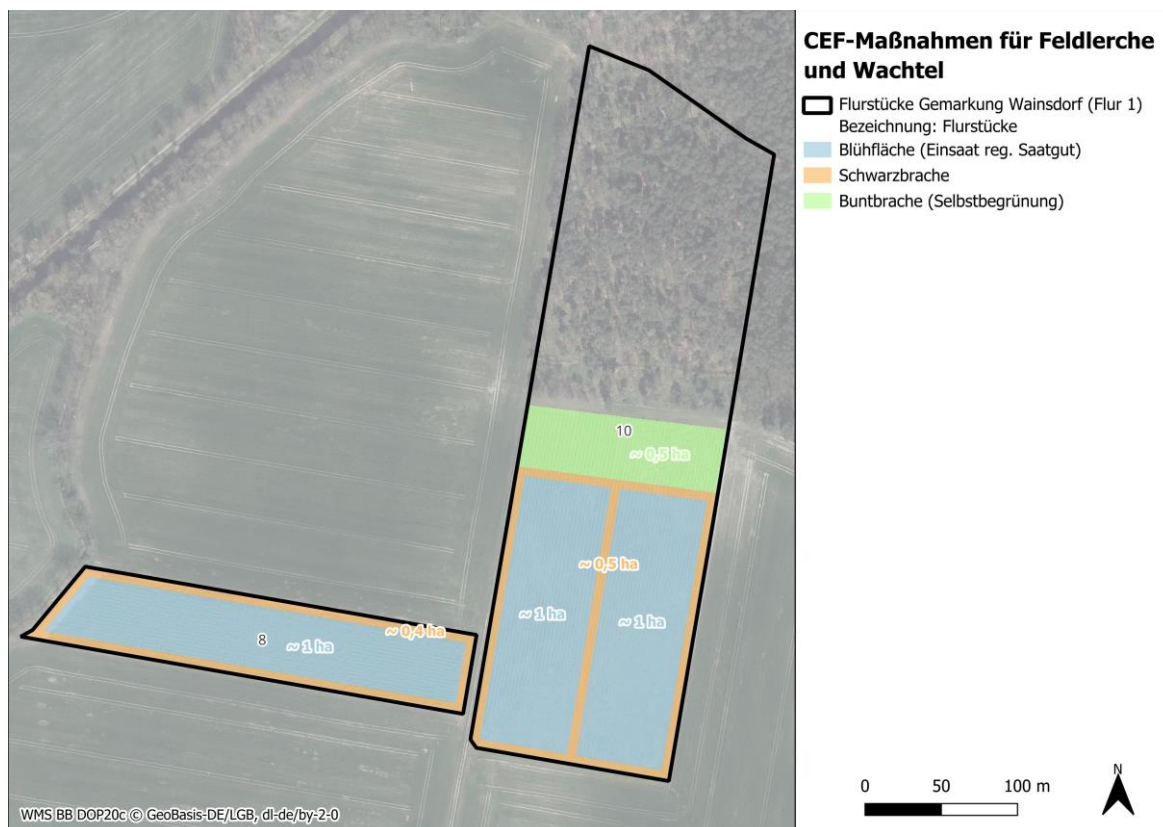 CEF-Maßnahmen für Feldlerche
und Wachtel
Flurstücke Gemarkung Wainsdorf (Flur 1)
Bezeichnung: Flurstücke
Blühfläche (Einsaat reg. Saatgut)
Schwarzbrache
Buntbrache (Selbstbegrünung)
10
~ 0,5 ha
~ 0,5 ha
~ 1 ha
~ 1 ha
~ 0,4 ha
8
~ 1 ha
0 50 100 m
N
WMS BB DOP20c © GeoBasis-DE/LGB, dl-de/by-2-0